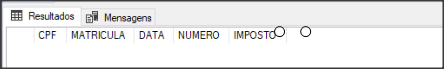 Resultados Mensagens
CPF MATRICULA DATA NUMERO IMPOSTO